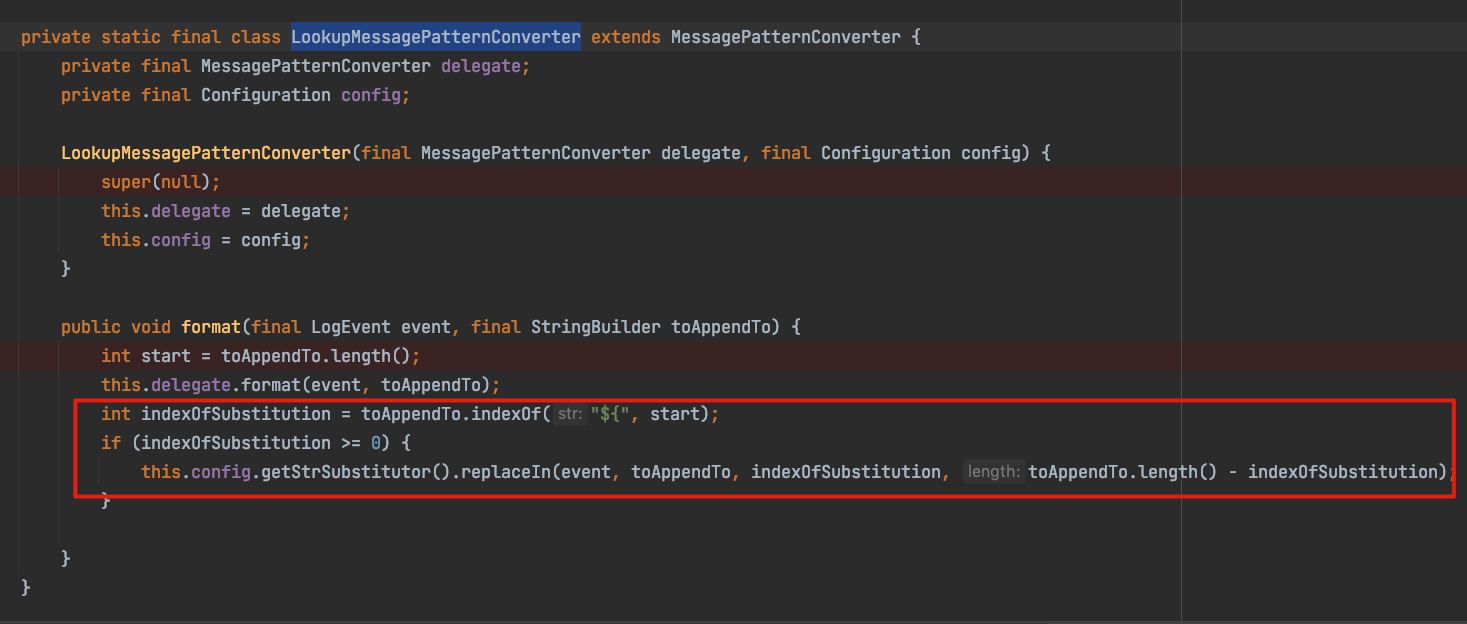 private static final class LookupMessagePatternConverter extends MessagePatternConverter {
    private final MessagePatternConverter delegate;
    private final Configuration config;
    LookupMessagePatternConverter(final MessagePatternConverter delegate, final Configuration config) {
        super(null);
        this.delegate = delegate;
        this.config = config;
    }
    public void format(final LogEvent event, final StringBuilder toAppendTo) {
        int start = toAppendTo.length();
        this.delegate.format(event, toAppendTo);
        int indexOfSubstitution = toAppendTo.indexOf( str: "${", start);
        if (indexOfSubstitution >= 0) {
            this.config.getStrSubstitutor().replaceIn(event, toAppendTo, indexOfSubstitution, length: toAppendTo.length() - indexOfSubstitution);
        }
    }
}